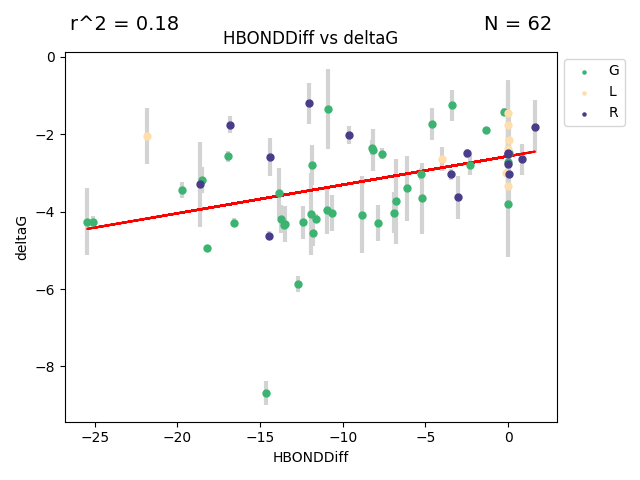 r^2 = 0.18
N = 62
HBONDDiff vs deltaG
G
L
R
0
−2
−4
−6
−8
deltaG
−25
−20
−15
−10
−5
0
HBONDDiff